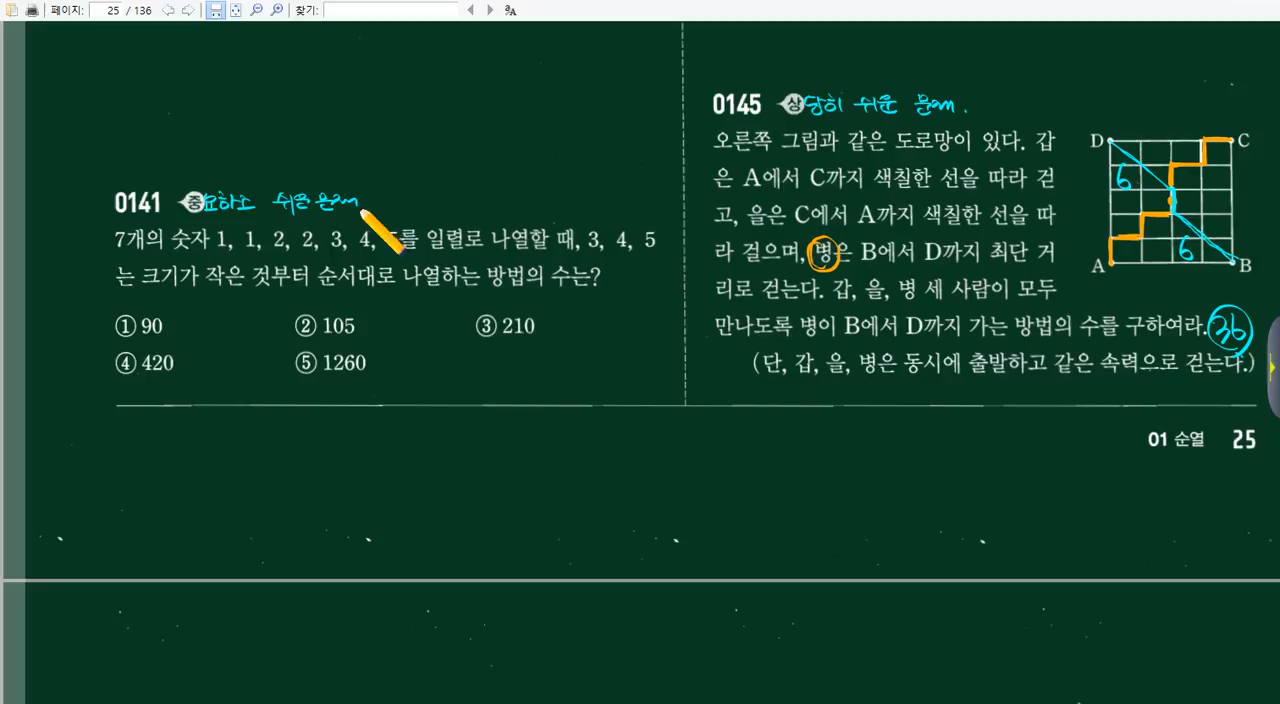 페이지: 25 / 136 찾기:
0141 중요하고 쉬운 문제
7개의 숫자 1, 1, 2, 2, 3, 4, 5를 일렬로 나열할 때, 3, 4, 5
는 크기가 작은 것부터 순서대로 나열하는 방법의 수는?
① 90 ② 105 ③ 210
④ 420 ⑤ 1260
0145 상당히 쉬운 문제.
오른쪽 그림과 같은 도로망이 있다. 갑
은 A에서 C까지 색칠한 선을 따라 걷
고, 을은 C에서 A까지 색칠한 선을 따
라 걸으며, 병은 B에서 D까지 최단 거
리로 걷는다. 갑, 을, 병 세 사람이 모두
만나도록 병이 B에서 D까지 가는 방법의 수를 구하여라. 36
(단, 갑, 을, 병은 동시에 출발하고 같은 속력으로 걷는다.)
D C
6
6
A B
01 순열 25